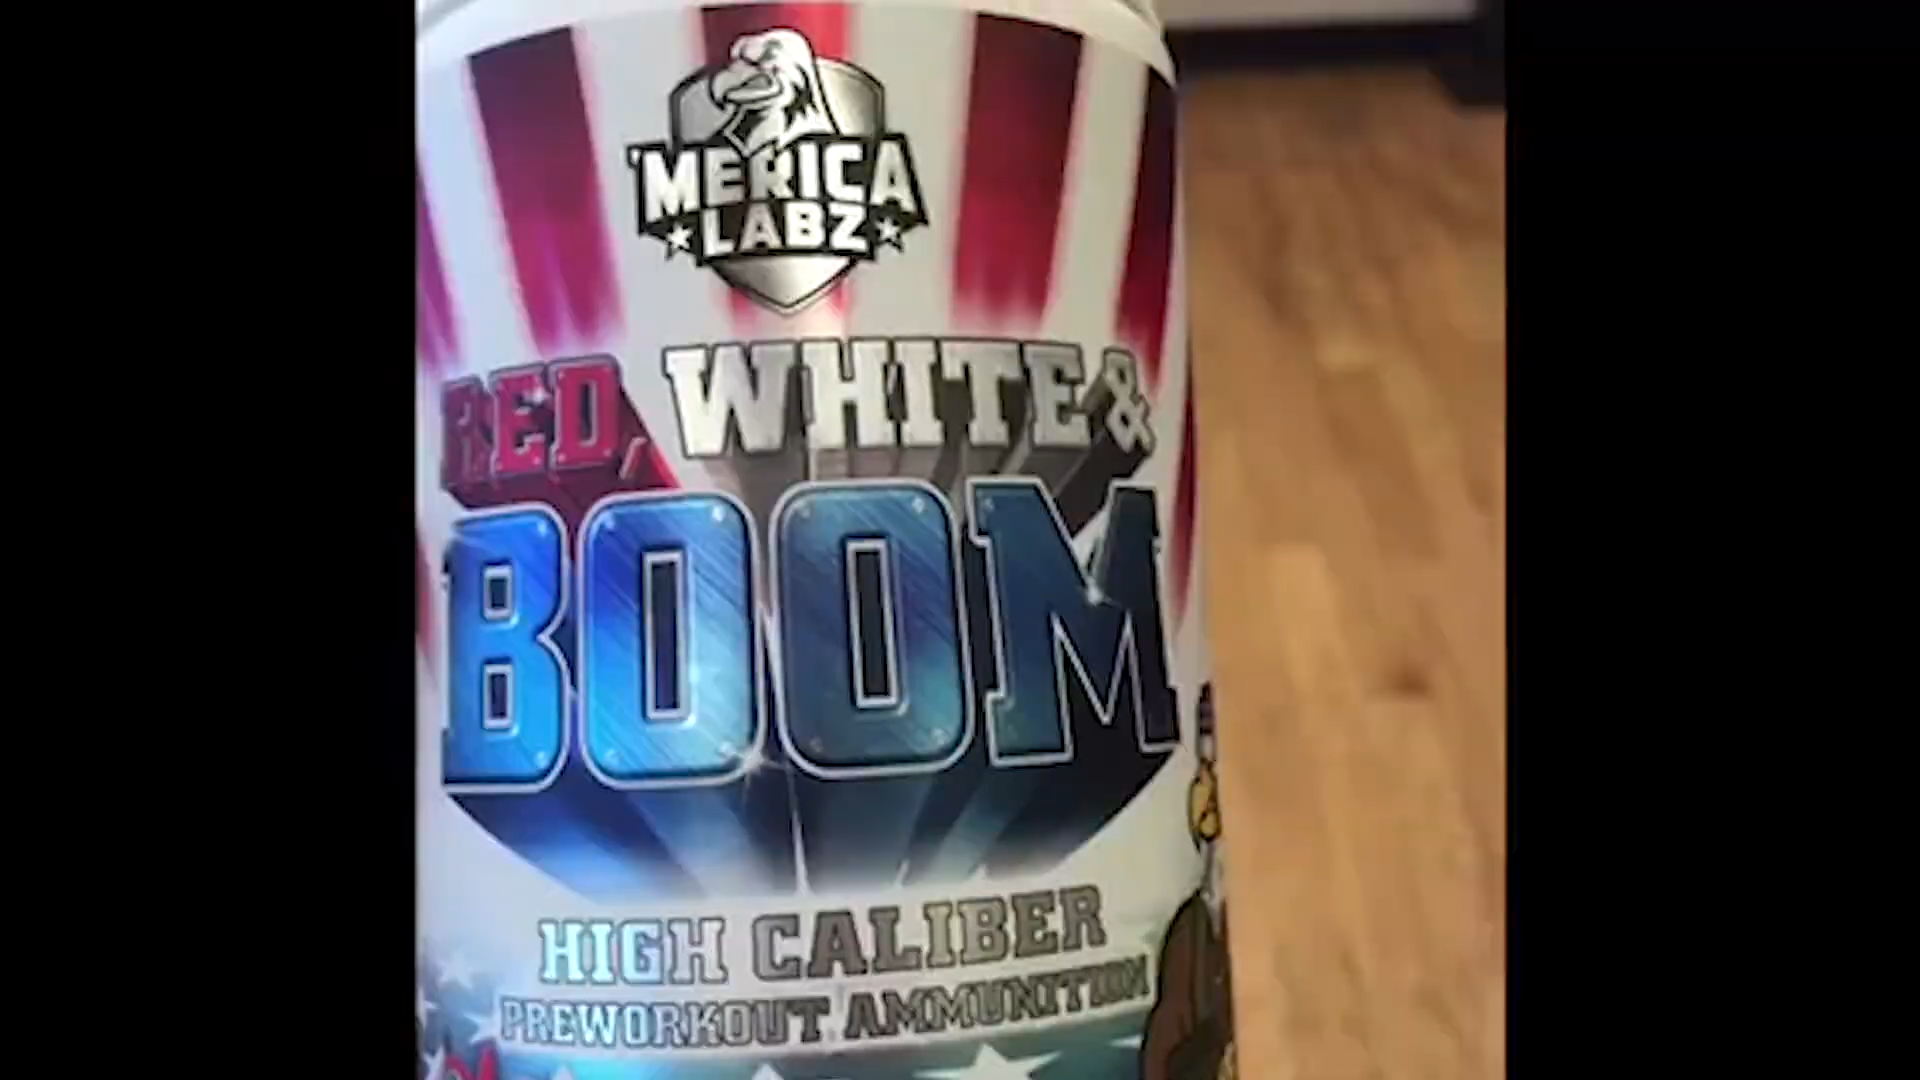 'MERICA
LABZ
RED, WHITE &
BOOM
HIGH CALIBER
PREWORKOUT AMMUNITION